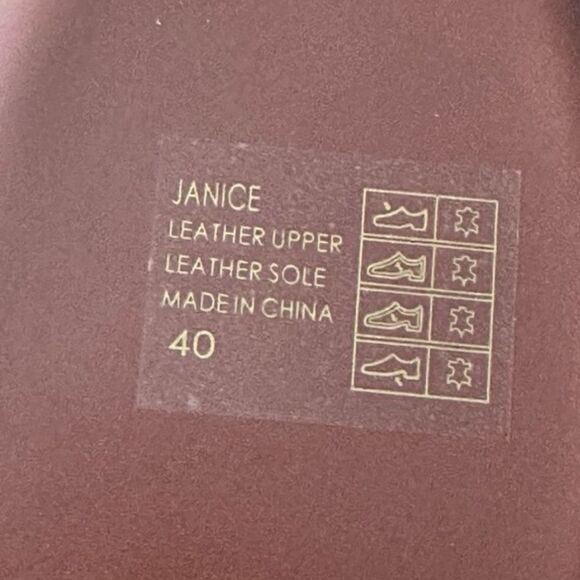 JANICE
LEATHER UPPER
LEATHER SOLE
MADE IN CHINA
40